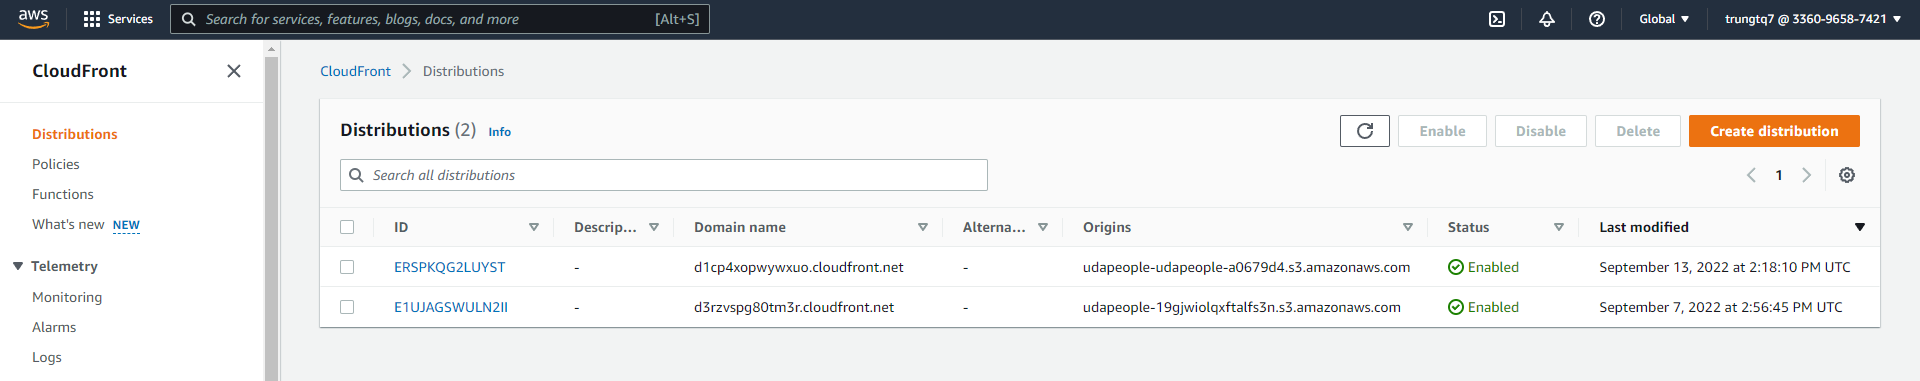 aws Services Search for services, features, blogs, docs, and more [Alt+S] Global trungtq7 @ 3360-9658-7421
CloudFront
Distributions
Policies
Functions
What's new NEW
Telemetry
Monitoring
Alarms
Logs
CloudFront Distributions
Distributions (2) Info Enable Disable Delete Create distribution
Search all distributions 1
ID Descrip... Domain name Alterna... Origins Status Last modified
ERSPKQG2LUYST - d1cp4xopwywxuo.cloudfront.net - udapeople-udapeople-a0679d4.s3.amazonaws.com Enabled September 13, 2022 at 2:18:10 PM UTC
E1UJAGSWULN2II - d3rzvspg80tm3r.cloudfront.net - udapeople-19gjwiolqxftalfs3n.s3.amazonaws.com Enabled September 7, 2022 at 2:56:45 PM UTC